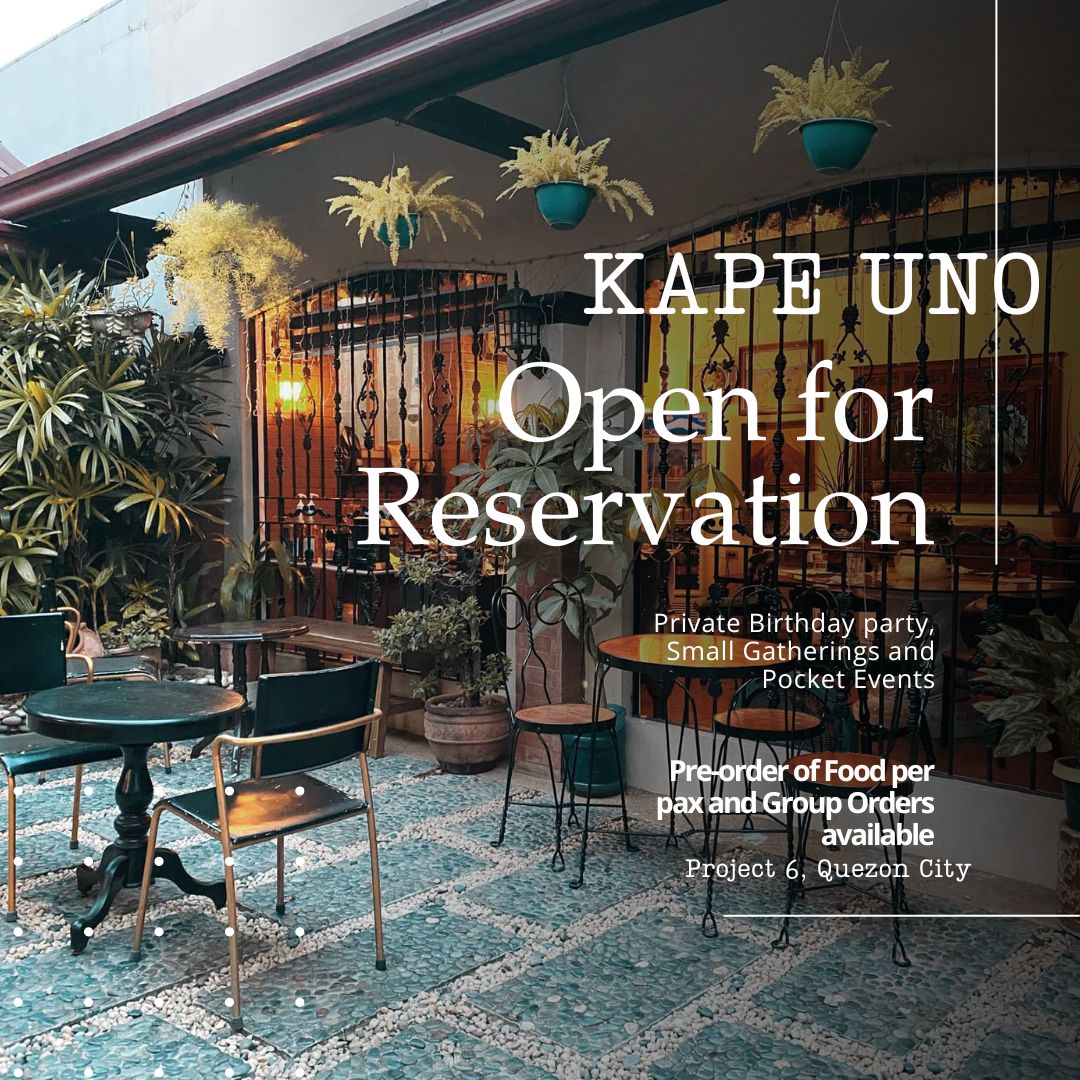 KAPE UNO
Open for
Reservation
Private Birthday party,
Small Gatherings and
Pocket Events
Pre-order of Food per
pax and Group Orders
available
Project 6, Quezon City